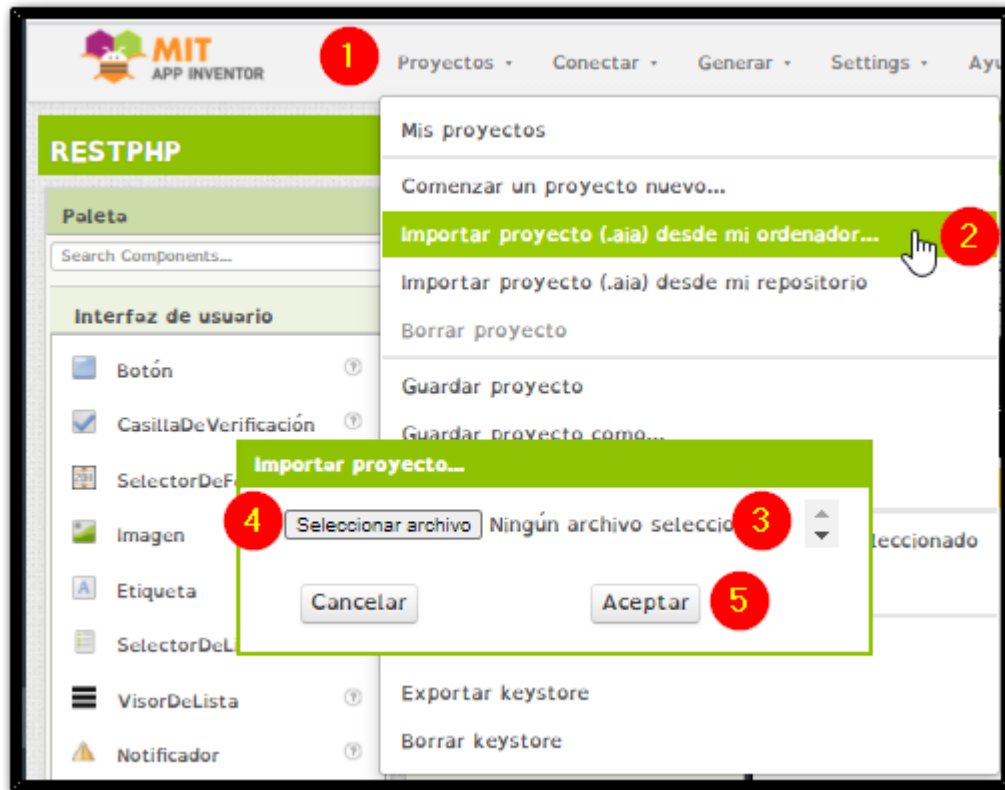 MIT
APP INVENTOR
1
Proyectos
Conectar
Generar
Settings
Mis proyectos
RESTPHP
Comenzar un proyecto nuevo...
Paleta
Importar proyecto (.aia) desde mi ordenador...
2
Search Components...
Importar proyecto (.aia) desde mi repositorio
Interfaz de usuario
Borrar proyecto
Botón
Guardar proyecto
CasillaDeVerificación
Guardar proyecto como...
Importar proyecto...
4
Seleccionar archivo
Ningún archivo seleccio
3
Imagen
leccionado
Etiqueta
Cancelar
Aceptar
5
VisorDeLista
Exportar keystore
Notificador
Borrar keystore